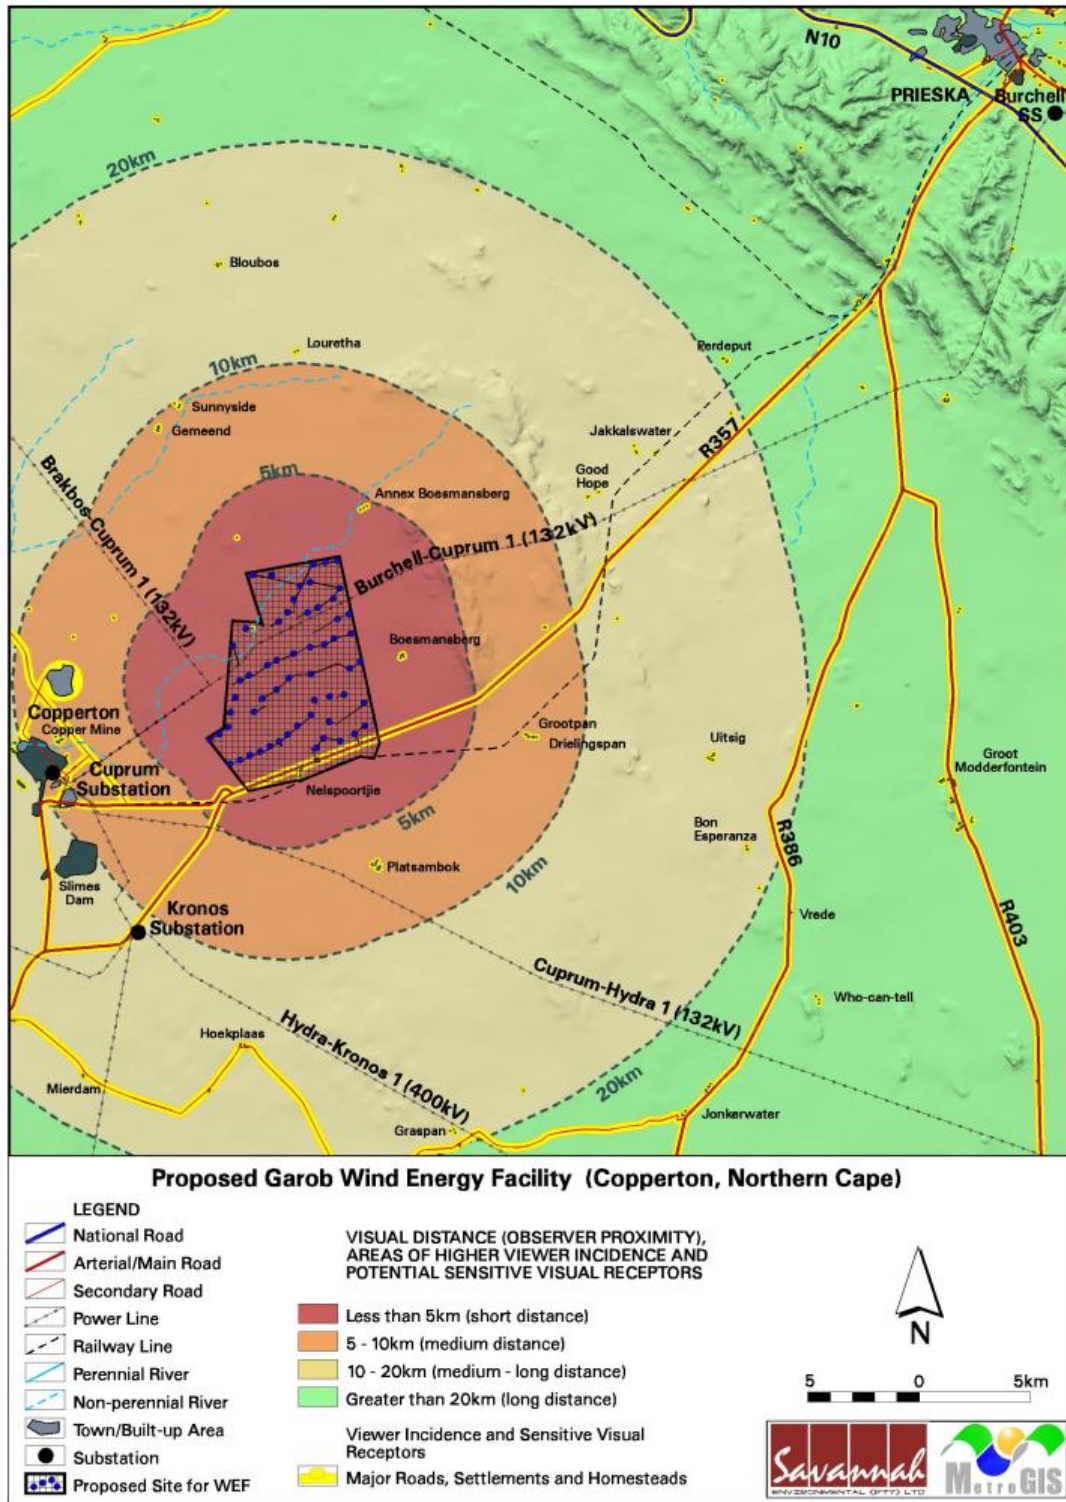 N10
PRIESKA
Burchell
SS
20km
Bloubos
Louretha
10km
Perdeput
Sunnyside
Gemeend
Jakkalswater
R357
Good
Hope
5km
Annex Boesmansberg
Brakbos-Cuprum 1 (132kV)
Burchell-Cuprum 1 (132kV)
Boesmansberg
Copperton
Copper Mine
Grootpan
Drielingspan
Uitsig
Groot
Modderfontein
Cuprum
Substation
Nelspoortjie
5km
Bon
Esperanza
R386
Platsambok
10km
Slimes
Dam
Kronos
Substation
Vrede
R403
Cuprum-Hydra 1 (132kV)
Who-can-tell
Hoekplaas
Hydra-Kronos 1 (400kV)
20km
Mierdam
Graspan
Jonkerwater
Proposed Garob Wind Energy Facility (Copperton, Northern Cape)
LEGEND
National Road
Arterial/Main Road
Secondary Road
Power Line
Railway Line
Perennial River
Non-perennial River
Town/Built-up Area
Substation
Proposed Site for WEF
VISUAL DISTANCE (OBSERVER PROXIMITY),
AREAS OF HIGHER VIEWER INCIDENCE AND
POTENTIAL SENSITIVE VISUAL RECEPTORS
Less than 5km (short distance)
5 - 10km (medium distance)
10 - 20km (medium - long distance)
Greater than 20km (long distance)
Viewer Incidence and Sensitive Visual
Receptors
Major Roads, Settlements and Homesteads
N
5 0 5km
Savannah
ENVIRONMENTAL (PTY) LTD
MetroGIS